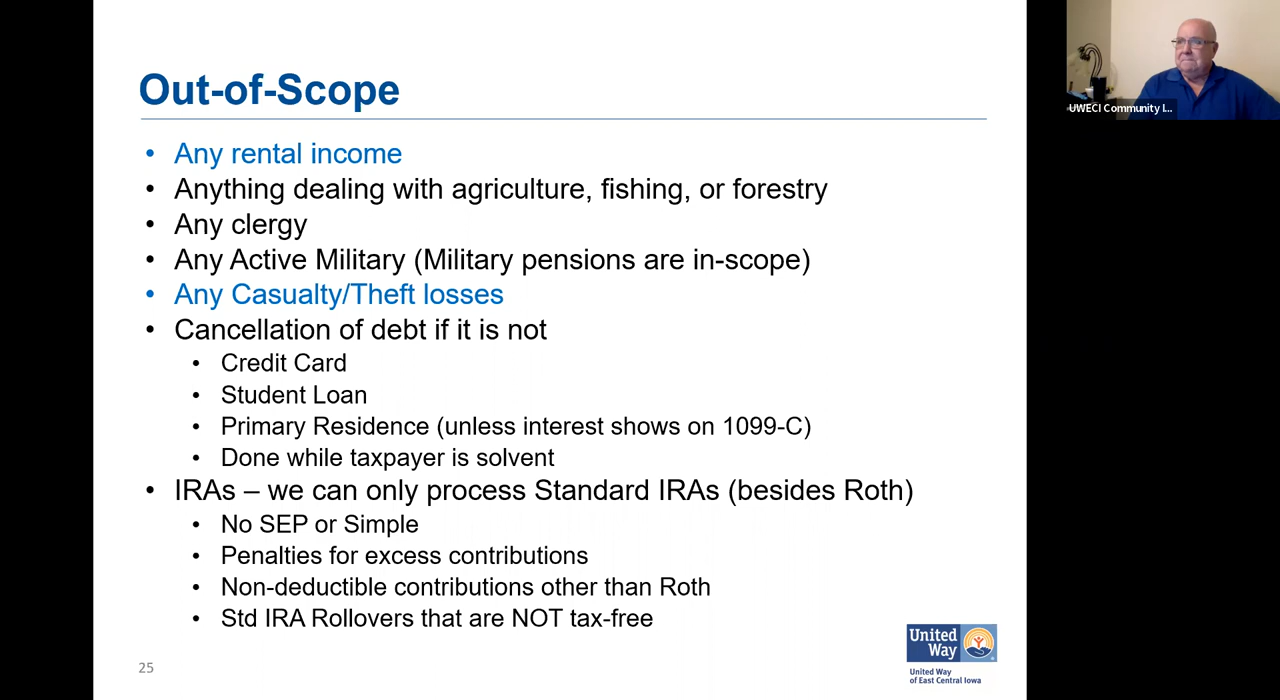 Out-of-Scope
• Any rental income
• Anything dealing with agriculture, fishing, or forestry
• Any clergy
• Any Active Military (Military pensions are in-scope)
• Any Casualty/Theft losses
• Cancellation of debt if it is not
• Credit Card
• Student Loan
• Primary Residence (unless interest shows on 1099-C)
• Done while taxpayer is solvent
• IRAs – we can only process Standard IRAs (besides Roth)
• No SEP or Simple
• Penalties for excess contributions
• Non-deductible contributions other than Roth
• Std IRA Rollovers that are NOT tax-free
25
United
Way
United Way
of East Central Iowa
UWECI Community I...